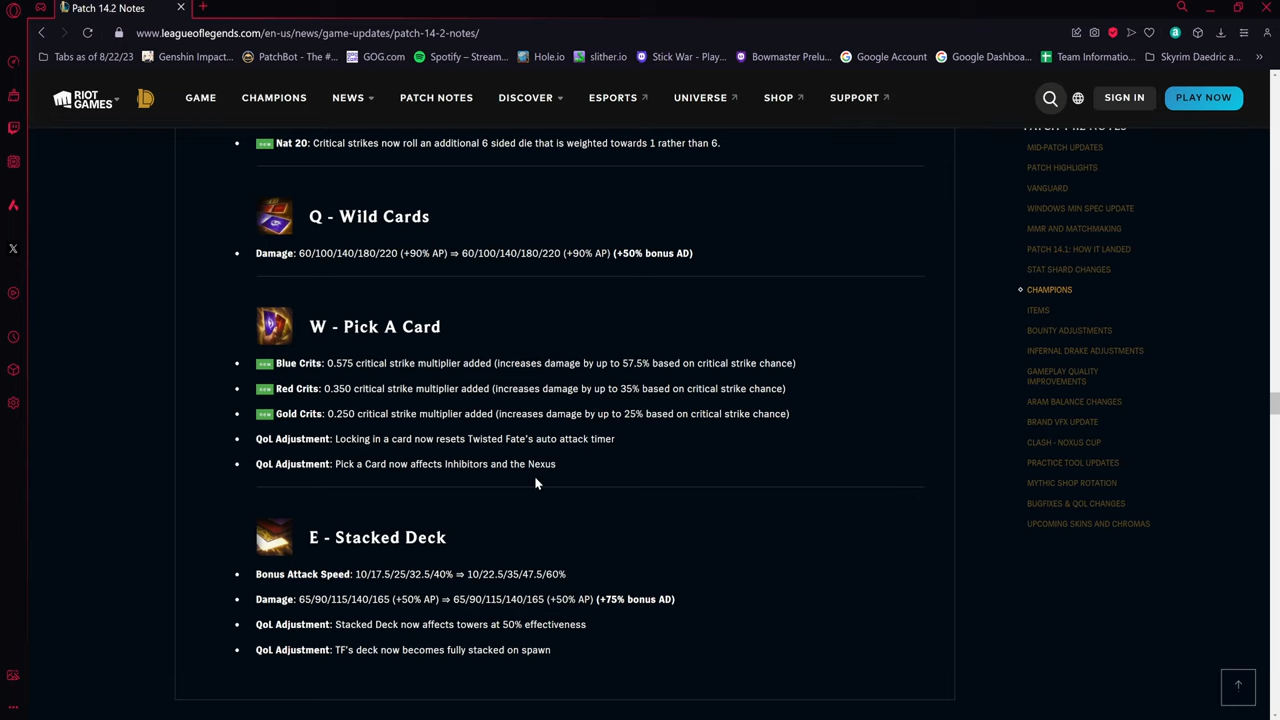 Patch 14.2 Notes
www.leagueoflegends.com/en-us/news/game-updates/patch-14-2-notes/
Tabs as of 8/22/23 Genshin Impact... PatchBot - The #... GOG.com Spotify – Stream... Hole.io slither.io Stick War - Play... Bowmaster Prelu... Google Account Google Dashboa... Team Informatio... Skyrim Daedric a...
RIOT GAMES GAME CHAMPIONS NEWS PATCH NOTES DISCOVER ESPORTS UNIVERSE SHOP SUPPORT SIGN IN PLAY NOW
new Nat 20: Critical strikes now roll an additional 6 sided die that is weighted towards 1 rather than 6.
Q - Wild Cards
Damage: 60/100/140/180/220 (+90% AP) ⇒ 60/100/140/180/220 (+90% AP) (+50% bonus AD)
W - Pick A Card
new Blue Crits: 0.575 critical strike multiplier added (increases damage by up to 57.5% based on critical strike chance)
new Red Crits: 0.350 critical strike multiplier added (increases damage by up to 35% based on critical strike chance)
new Gold Crits: 0.250 critical strike multiplier added (increases damage by up to 25% based on critical strike chance)
QoL Adjustment: Locking in a card now resets Twisted Fate's auto attack timer
QoL Adjustment: Pick a Card now affects Inhibitors and the Nexus
E - Stacked Deck
Bonus Attack Speed: 10/17.5/25/32.5/40% ⇒ 10/22.5/35/47.5/60%
Damage: 65/90/115/140/165 (+50% AP) ⇒ 65/90/115/140/165 (+50% AP) (+75% bonus AD)
QoL Adjustment: Stacked Deck now affects towers at 50% effectiveness
QoL Adjustment: TF's deck now becomes fully stacked on spawn
MID-PATCH UPDATES
PATCH HIGHLIGHTS
VANGUARD
WINDOWS MIN SPEC UPDATE
MMR AND MATCHMAKING
PATCH 14.1: HOW IT LANDED
STAT SHARD CHANGES
CHAMPIONS
ITEMS
BOUNTY ADJUSTMENTS
INFERNAL DRAKE ADJUSTMENTS
GAMEPLAY QUALITY
IMPROVEMENTS
ARAM BALANCE CHANGES
BRAND VFX UPDATE
CLASH - NOXUS CUP
PRACTICE TOOL UPDATES
MYTHIC SHOP ROTATION
BUGFIXES & QOL CHANGES
UPCOMING SKINS AND CHROMAS